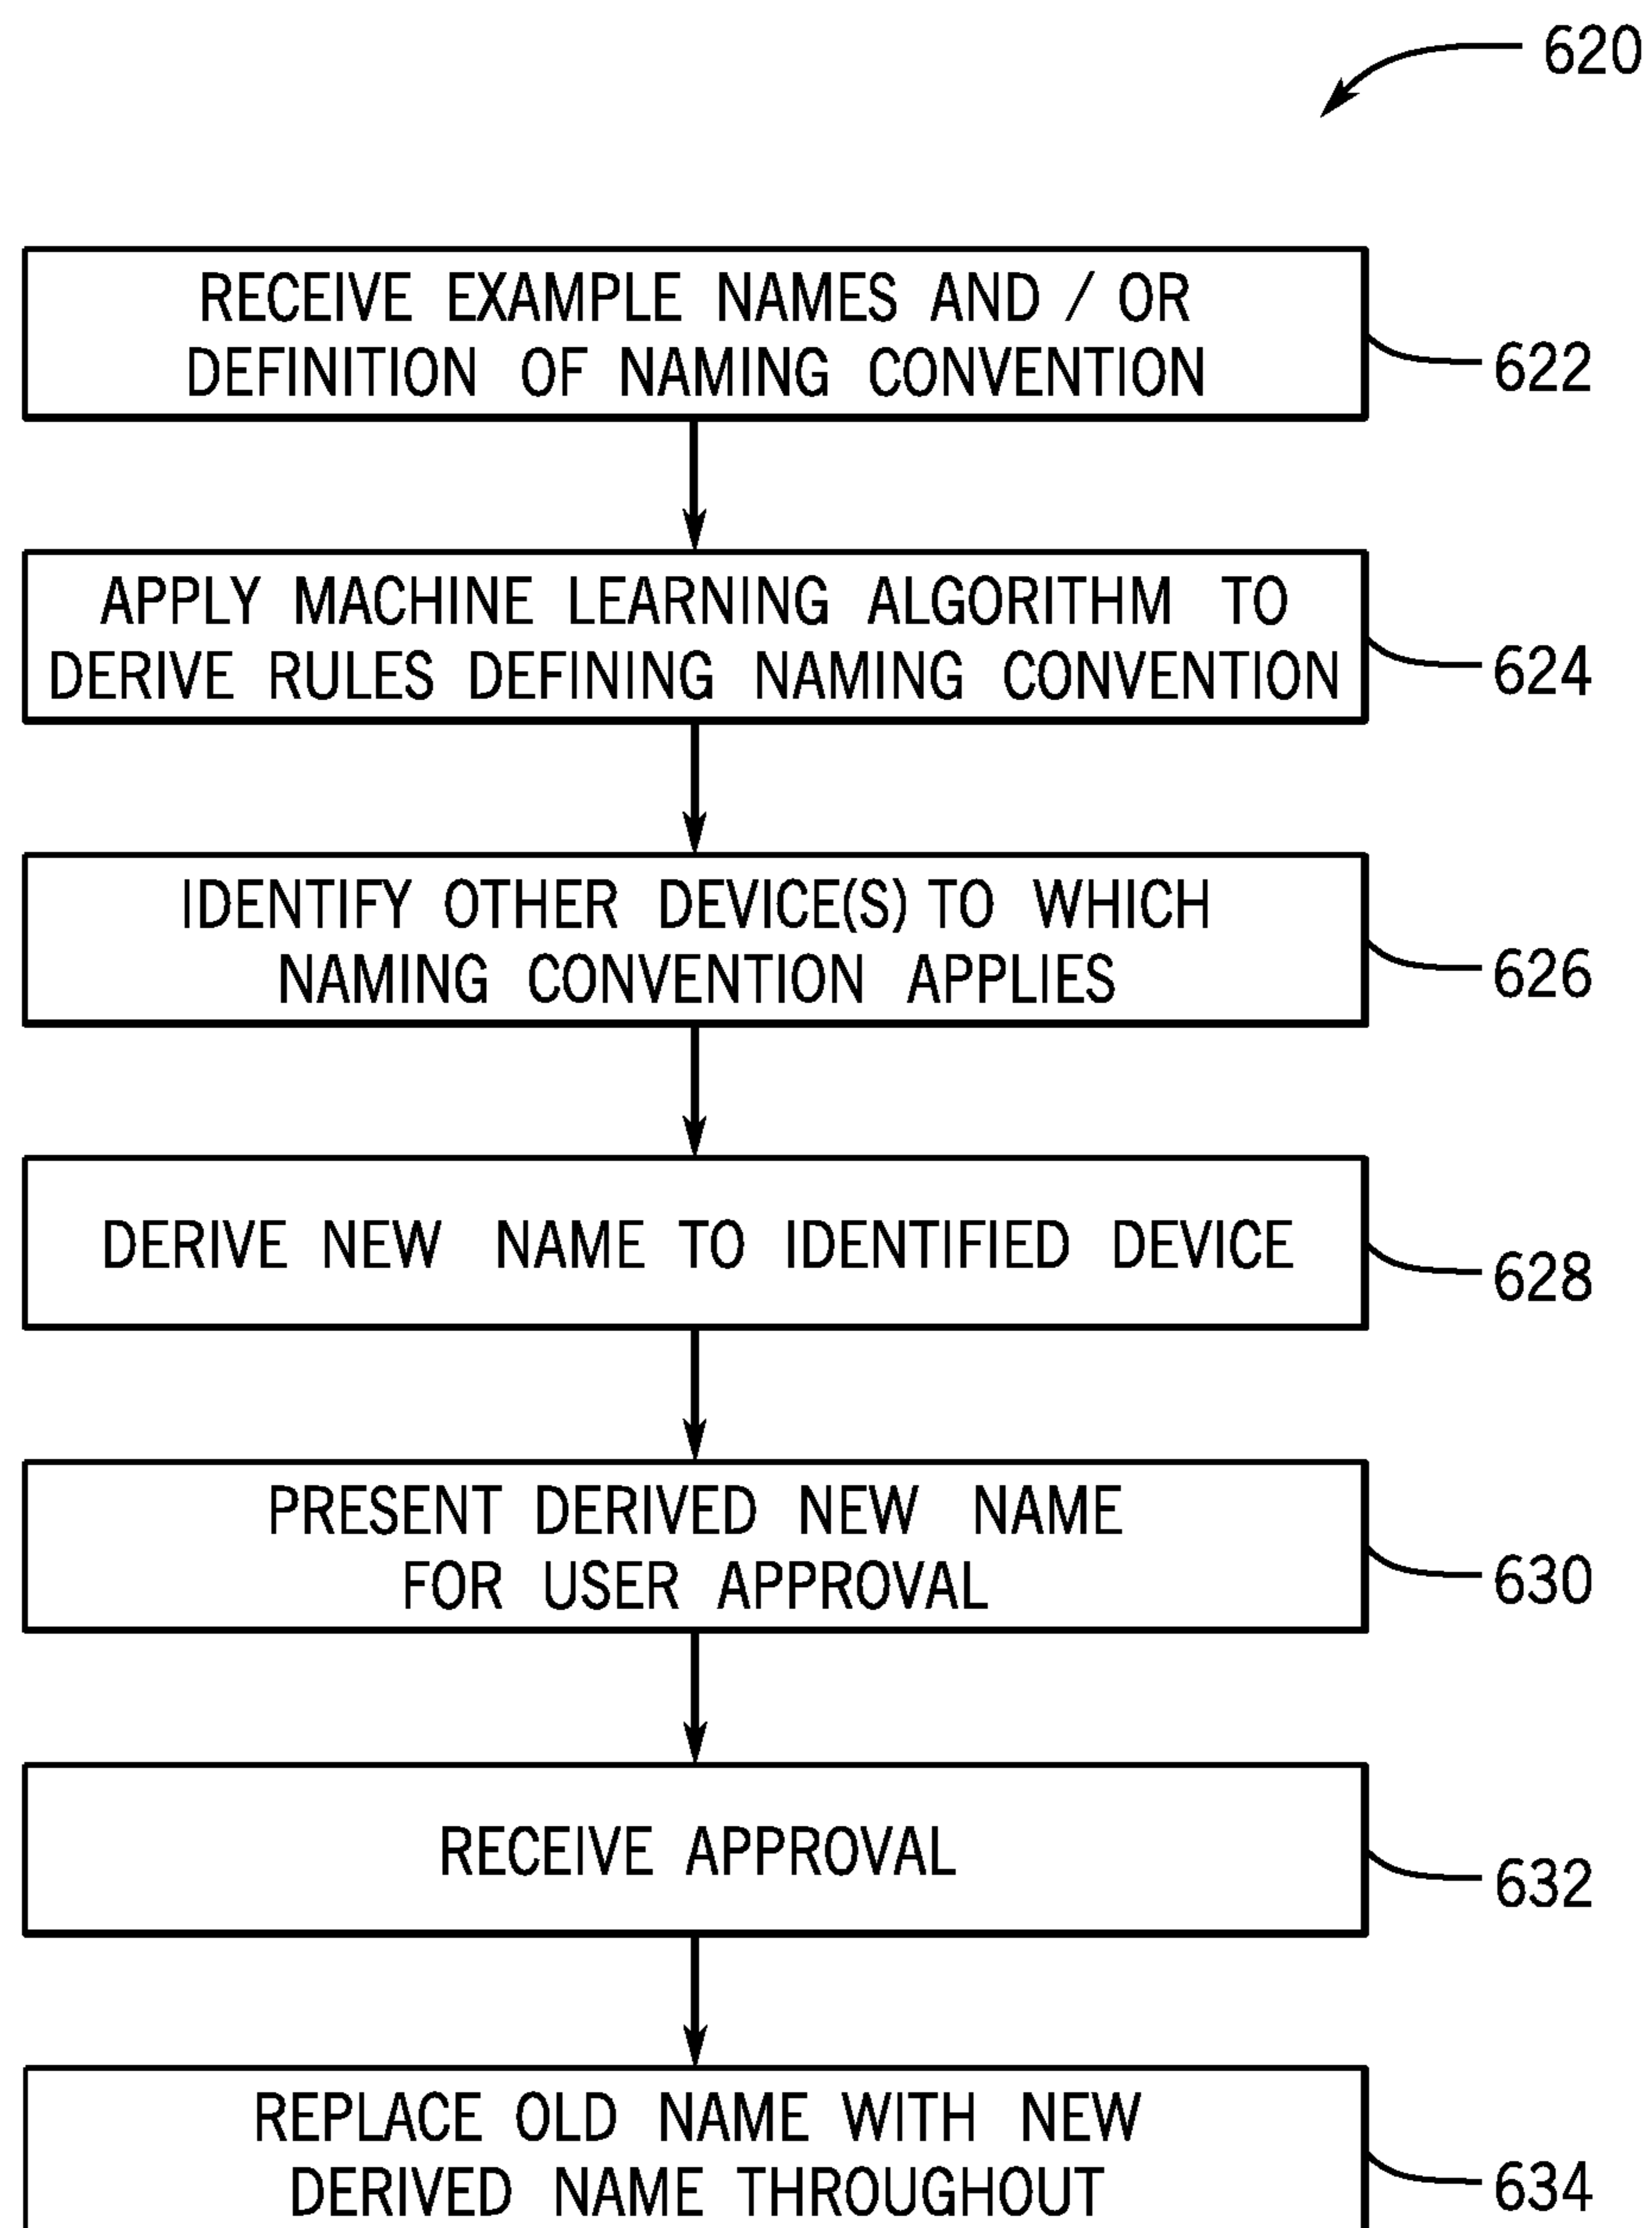 620
RECEIVE EXAMPLE NAMES AND / OR
DEFINITION OF NAMING CONVENTION
622
APPLY MACHINE LEARNING ALGORITHM TO
DERIVE RULES DEFINING NAMING CONVENTION
624
IDENTIFY OTHER DEVICE(S) TO WHICH
NAMING CONVENTION APPLIES
626
DERIVE NEW NAME TO IDENTIFIED DEVICE
628
PRESENT DERIVED NEW NAME
FOR USER APPROVAL
630
RECEIVE APPROVAL
632
REPLACE OLD NAME WITH NEW
DERIVED NAME THROUGHOUT
634